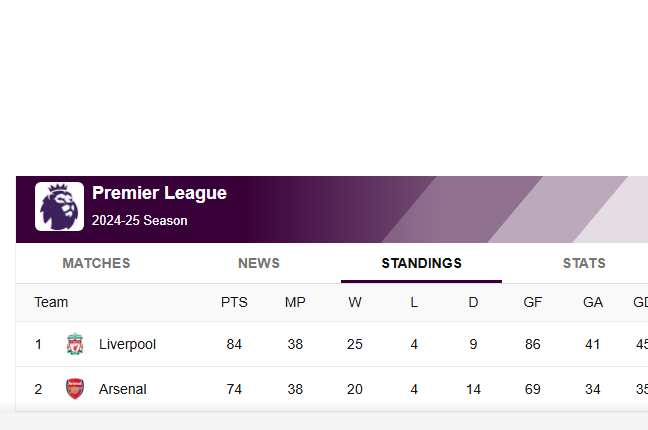 Premier League
2024-25 Season
MATCHES NEWS STANDINGS STATS
Team PTS MP W L D GF GA GD
1 Liverpool 84 38 25 4 9 86 41 45
2 Arsenal 74 38 20 4 14 69 34 35